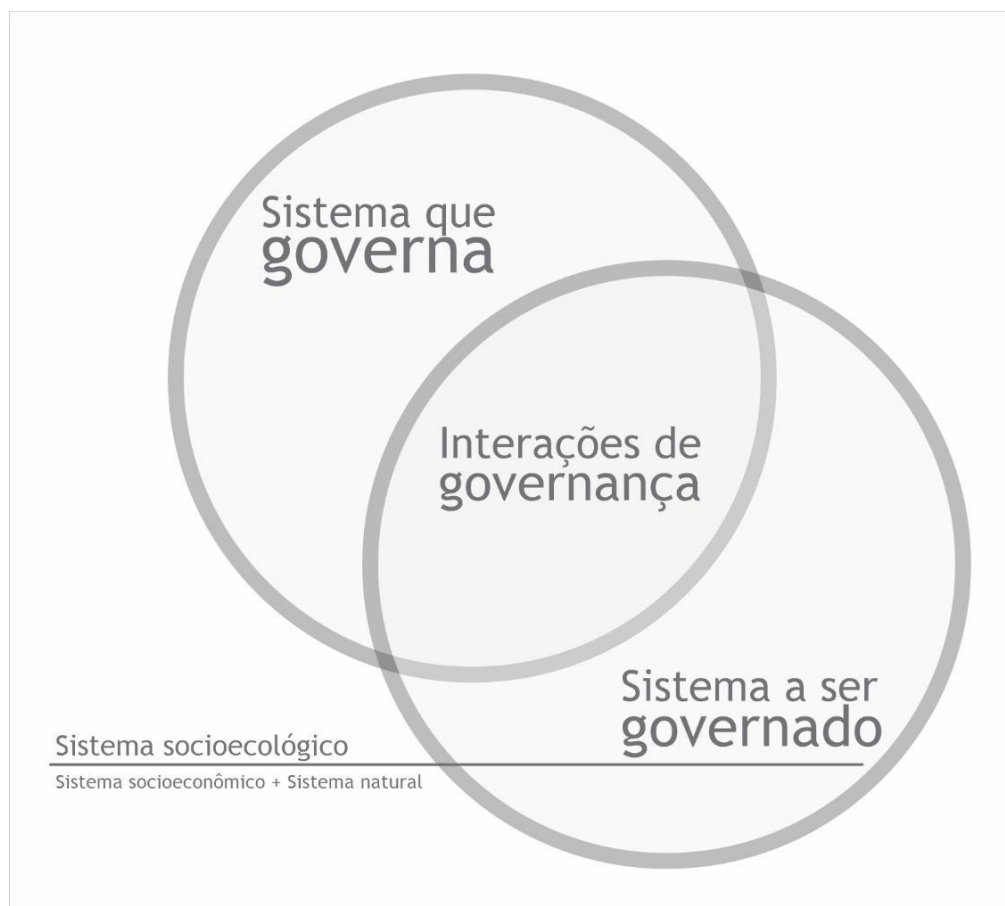 Sistema que
governa
Interações de
governança
Sistema a ser
governado
Sistema socioecológico
Sistema socioeconômico + Sistema natural